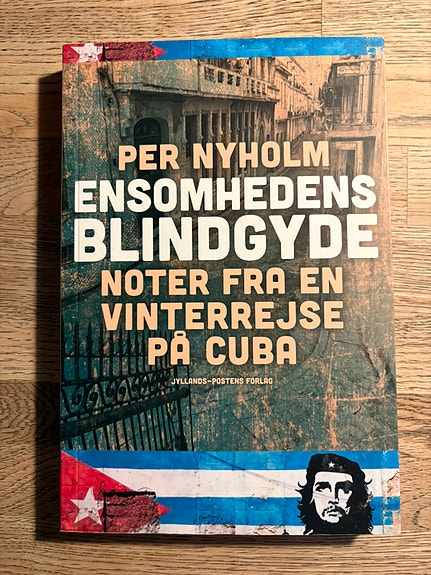 PER NYHOLM
ENSOMHEDENS
BLINDGYDE
NOTER FRA EN
VINTERREJSE
PÅ CUBA
JYLLANDS-POSTENS FORLAG